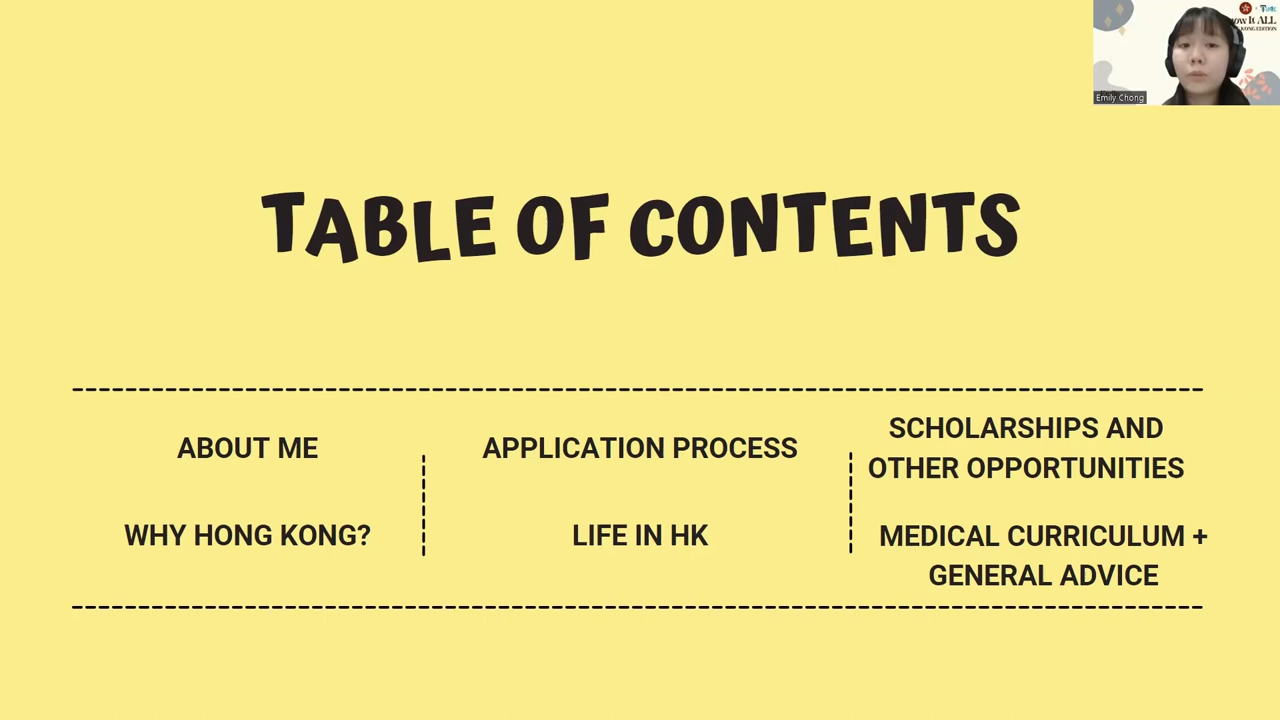 ALL
Emily Chong
TABLE OF CONTENTS
ABOUT ME
APPLICATION PROCESS
SCHOLARSHIPS AND
OTHER OPPORTUNITIES
WHY HONG KONG?
LIFE IN HK
MEDICAL CURRICULUM +
GENERAL ADVICE